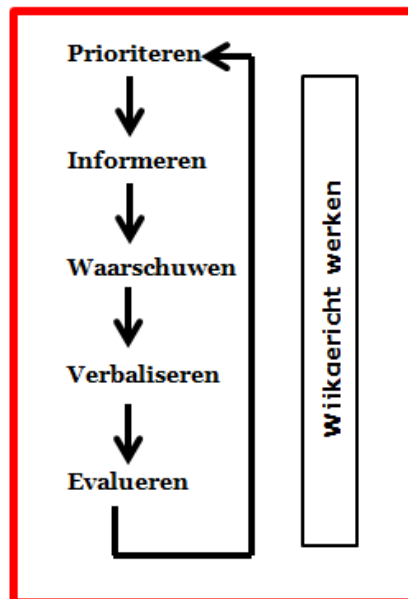 Prioriteren
Informeren
Waarschuwen
Verbaliseren
Evalueren
Wijkgericht werken